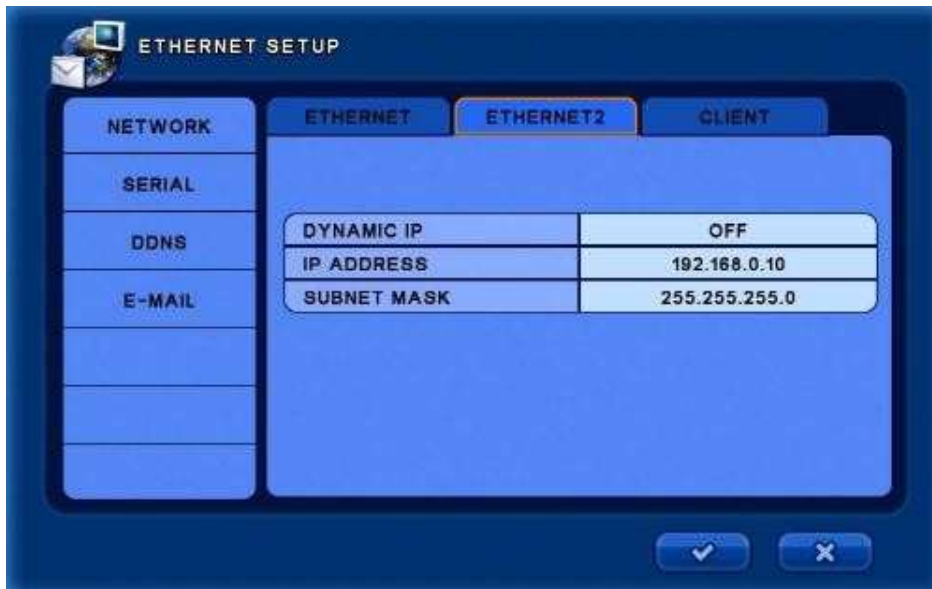 ETHERNET SETUP
NETWORK
SERIAL
DDNS
E-MAIL
ETHERNET
ETHERNET2
CLIENT
DYNAMIC IP OFF
IP ADDRESS 192.168.0.10
SUBNET MASK 255.255.255.0